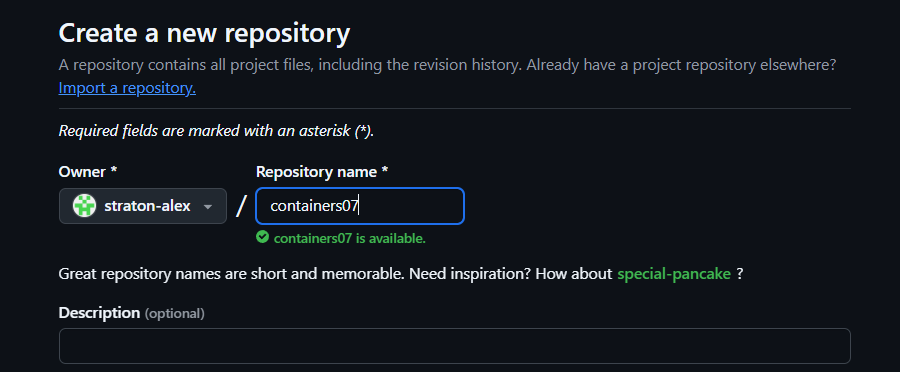 Create a new repository
A repository contains all project files, including the revision history. Already have a project repository elsewhere?
Import a repository.
Required fields are marked with an asterisk (*).
Owner * Repository name *
straton-alex / containers07
containers07 is available.
Great repository names are short and memorable. Need inspiration? How about special-pancake ?
Description (optional)